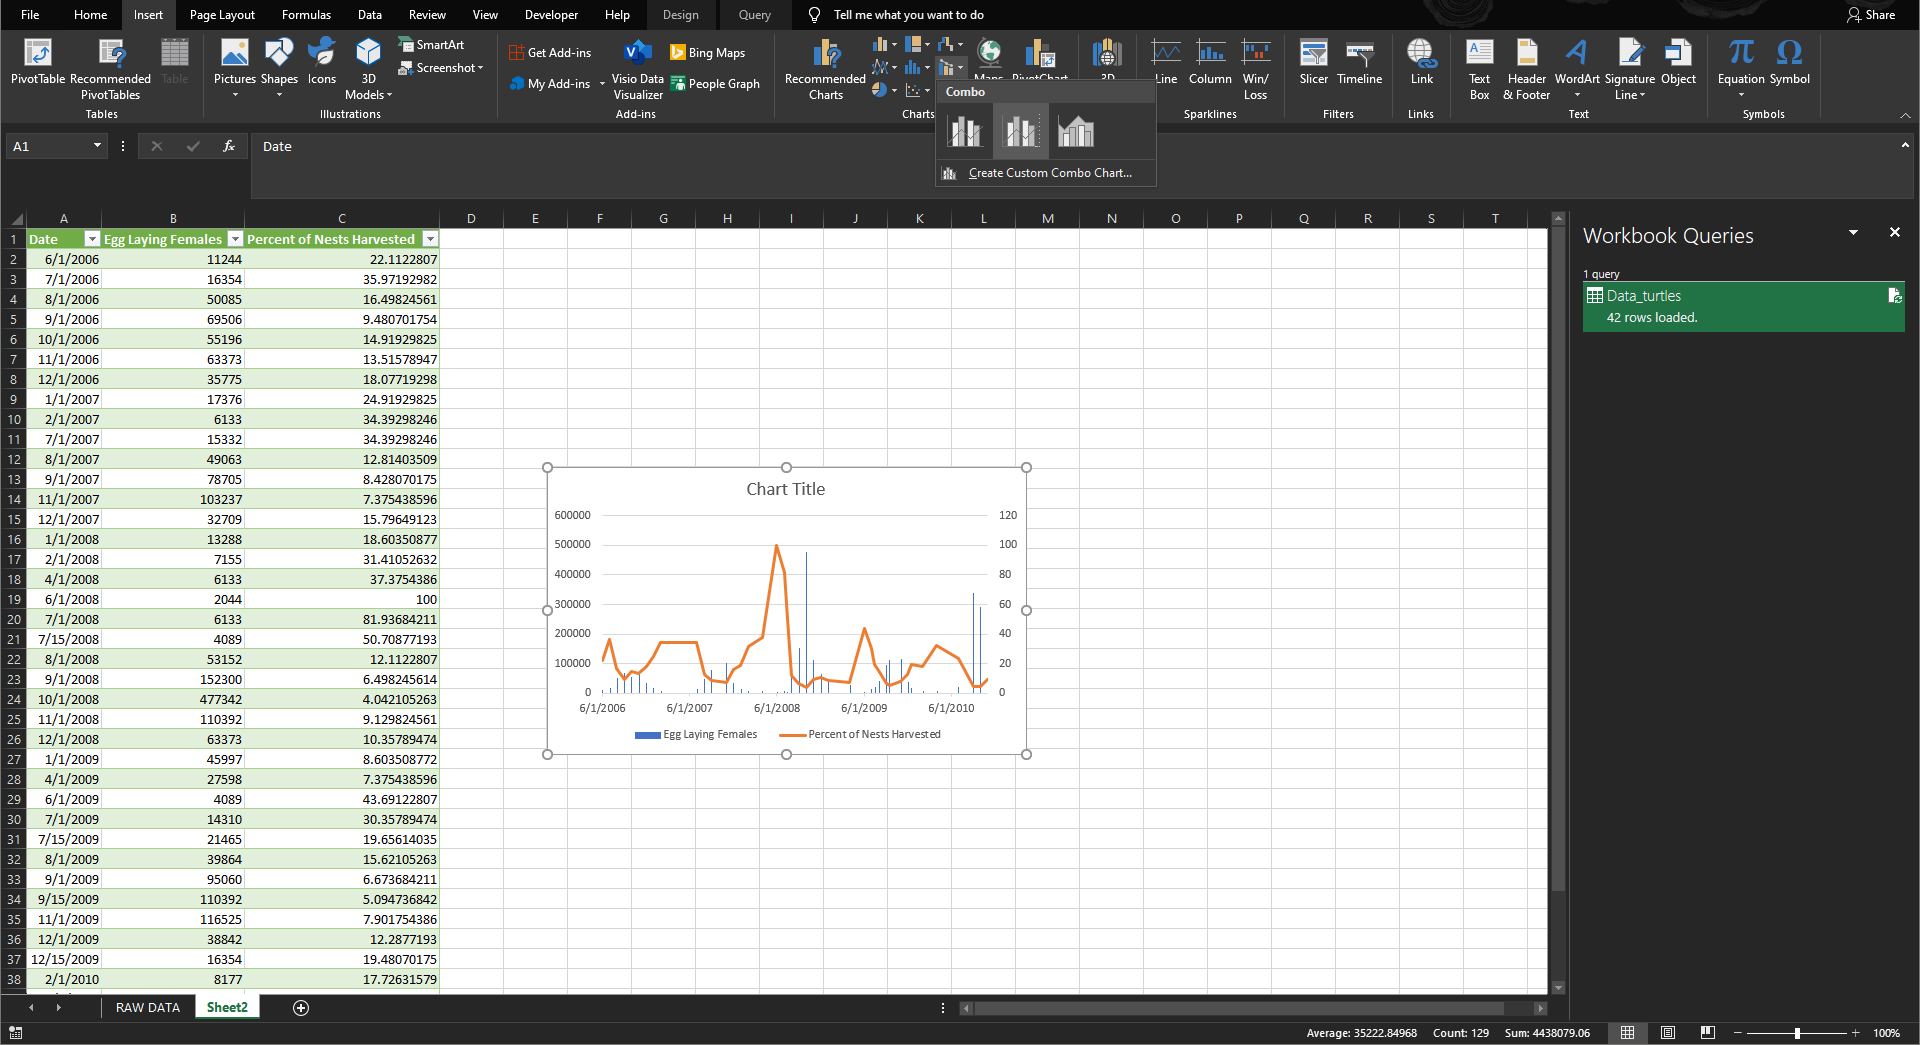 File Home Insert Page Layout Formulas Data Review View Developer Help Design Query Tell me what you want to do Share
PivotTable Recommended PivotTables Table
Tables
Pictures Shapes Icons 3D Models SmartArt Screenshot
Illustrations
Get Add-ins My Add-ins Visio Data Visualizer Bing Maps People Graph
Add-ins
Recommended Charts Maps PivotChart 3D
Charts
Line Column Win/ Loss
Sparklines
Slicer Timeline
Filters
Link
Links
Text Box Header & Footer WordArt Signature Line Object
Text
Equation Symbol
Symbols
Combo
Create Custom Combo Chart...
A1 fx Date
A B C D E F G H I J K L M N O P Q R S T
1 Date Egg Laying Females Percent of Nests Harvested
2 6/1/2006 11244 22.1122807
3 7/1/2006 16354 35.97192982
4 8/1/2006 50085 16.49824561
5 9/1/2006 69506 9.480701754
6 10/1/2006 55196 14.91929825
7 11/1/2006 63373 13.51578947
8 12/1/2006 35775 18.07719298
9 1/1/2007 17376 24.91929825
10 2/1/2007 6133 34.39298246
11 7/1/2007 15332 34.39298246
12 8/1/2007 49063 12.81403509
13 9/1/2007 78705 8.428070175
14 11/1/2007 103237 7.375438596
15 12/1/2007 32709 15.79649123
16 1/1/2008 13288 18.60350877
17 2/1/2008 7155 31.41052632
18 4/1/2008 6133 37.3754386
19 6/1/2008 2044 100
20 7/1/2008 6133 81.93684211
21 7/15/2008 4089 50.70877193
22 8/1/2008 53152 12.1122807
23 9/1/2008 152300 6.498245614
24 10/1/2008 477342 4.042105263
25 11/1/2008 110392 9.129824561
26 12/1/2008 63373 10.35789474
27 1/1/2009 45997 8.603508772
28 4/1/2009 27598 7.375438596
29 6/1/2009 4089 43.69122807
30 7/1/2009 14310 30.35789474
31 7/15/2009 21465 19.65614035
32 8/1/2009 39864 15.62105263
33 9/1/2009 95060 6.673684211
34 9/15/2009 110392 5.094736842
35 11/1/2009 116525 7.901754386
36 12/1/2009 38842 12.2877193
37 12/15/2009 16354 19.48070175
38 2/1/2010 8177 17.72631579
Chart Title
600000 120
500000 100
400000 80
300000 60
200000 40
100000 20
0 0
6/1/2006 6/1/2007 6/1/2008 6/1/2009 6/1/2010
Egg Laying Females Percent of Nests Harvested
Workbook Queries
1 query
Data_turtles
42 rows loaded.
RAW DATA Sheet2
Average: 35222.84968 Count: 129 Sum: 4438079.06 100%